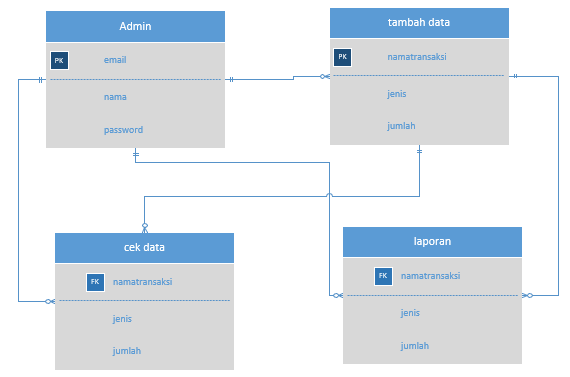 Admin
PK email
nama
password
tambah data
PK namatransaksi
jenis
jumlah
cek data
FK namatransaksi
jenis
jumlah
laporan
FK namatransaksi
jenis
jumlah